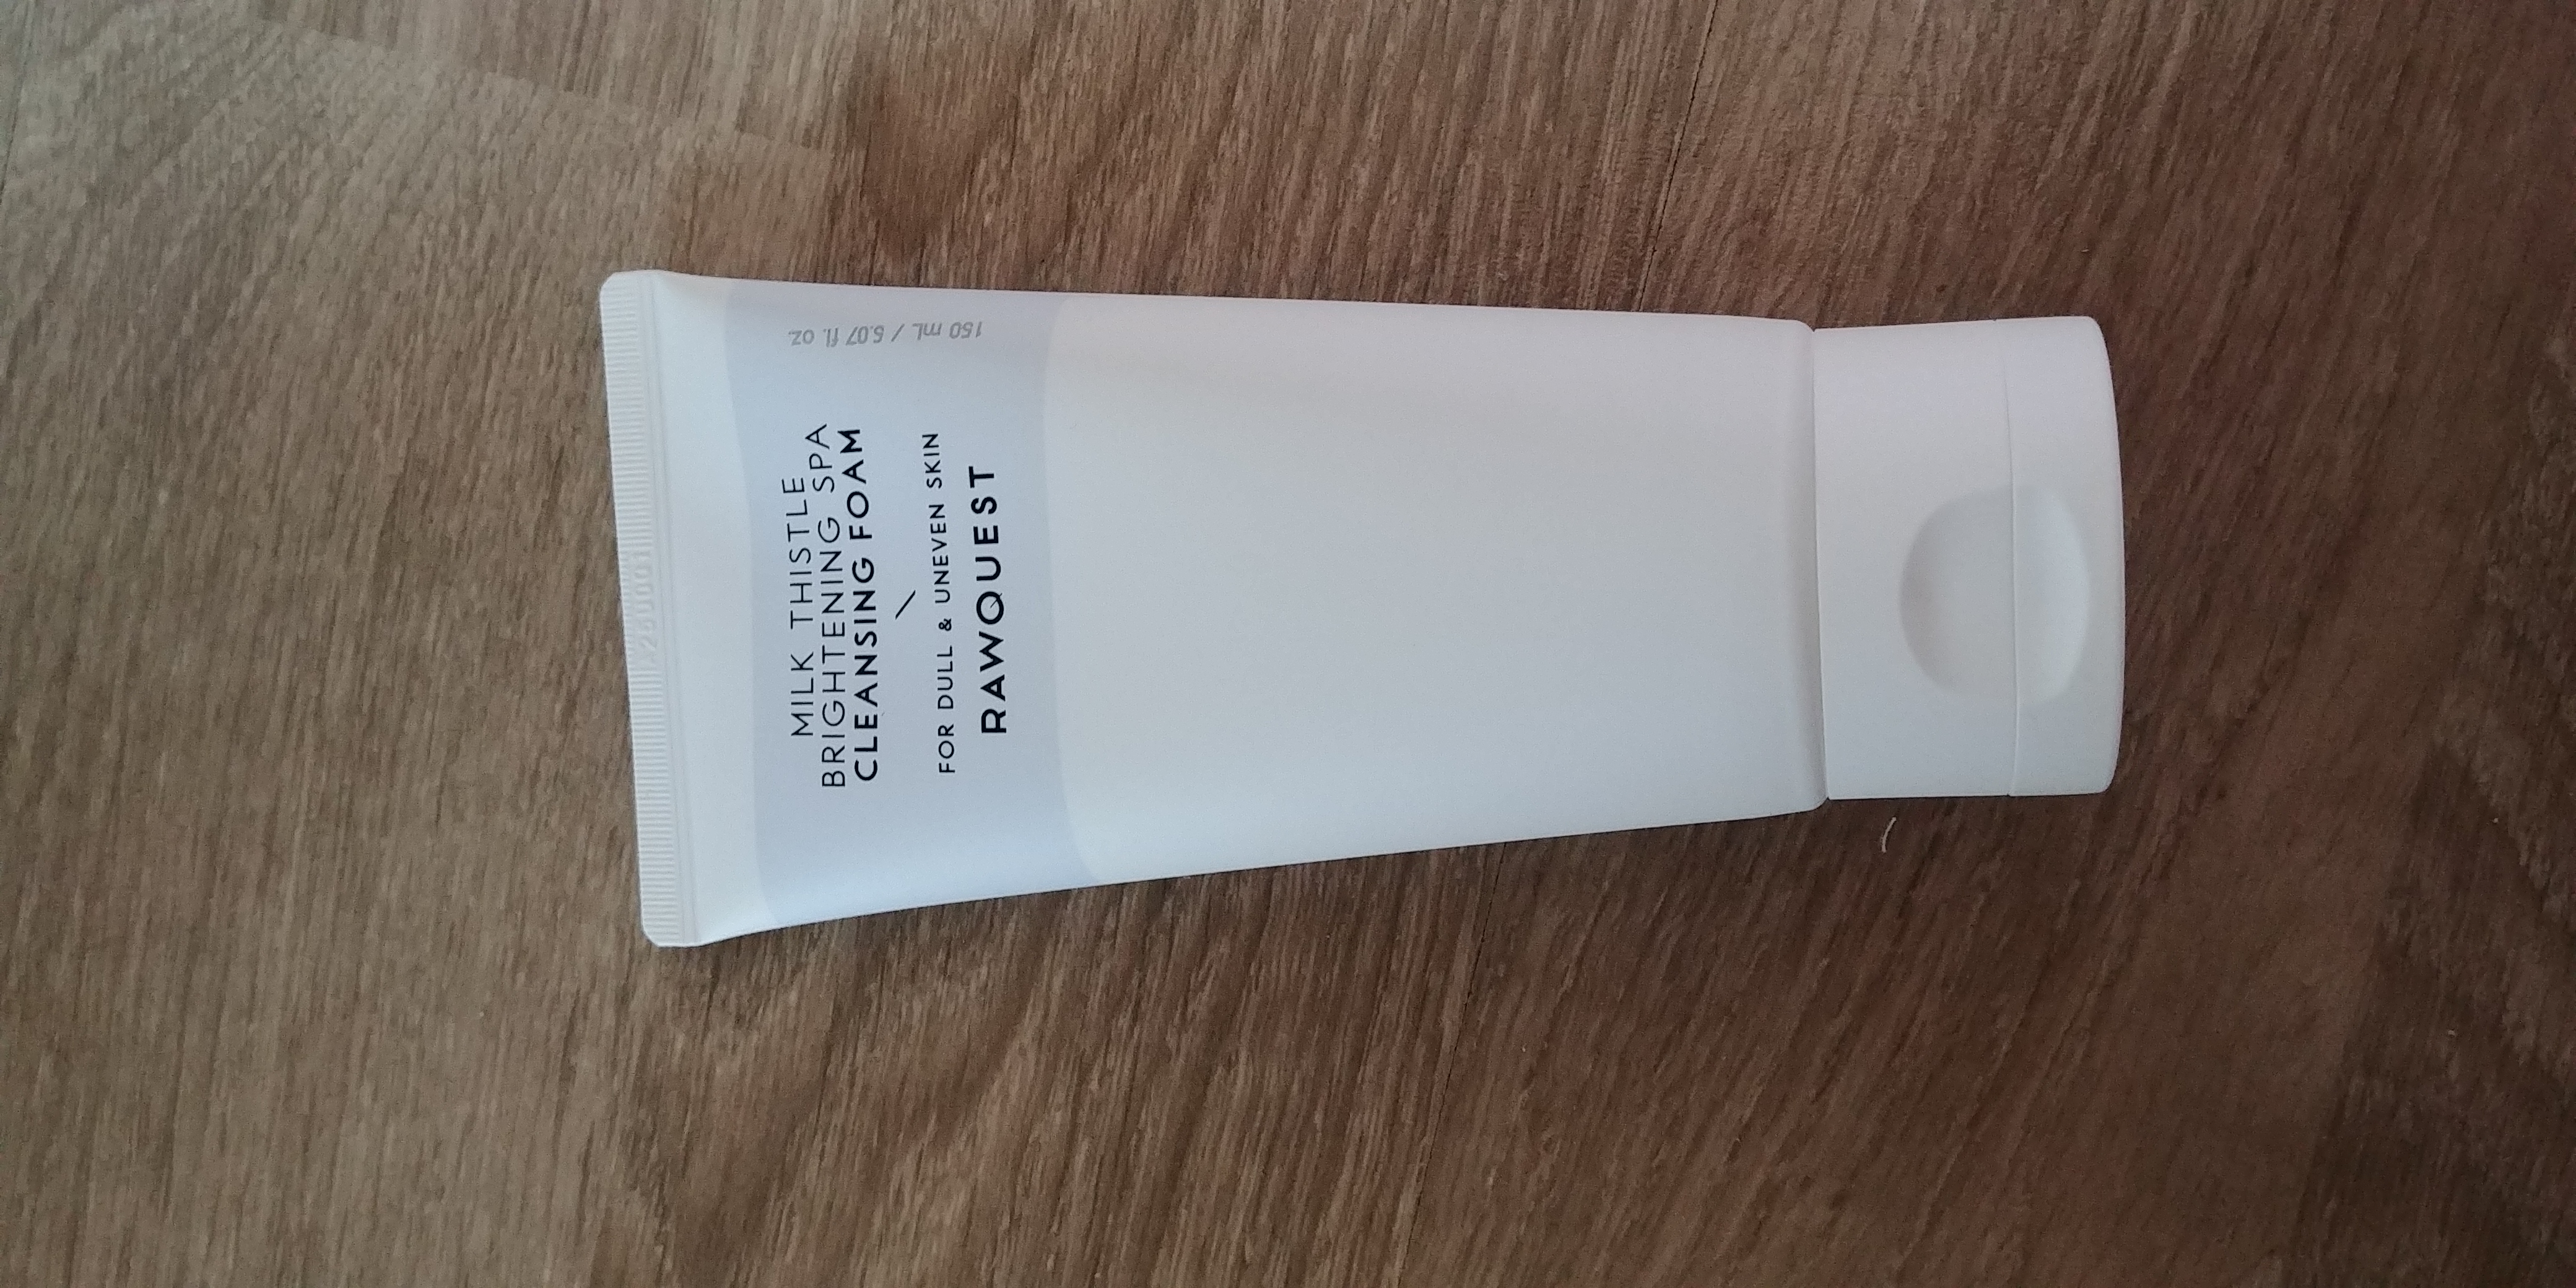 MILK THISTLE
BRIGHTENING SPA
CLEANSING FOAM
FOR DULL & UNEVEN SKIN
RAWQUEST
150 mL / 5.07 fl. oz.